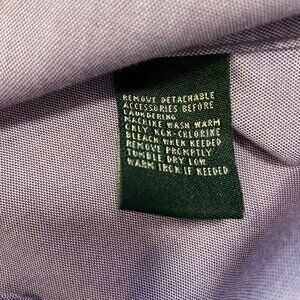 REMOVE DETACHABLE
ACCESSORIES BEFORE
LAUNDERING
MACHINE WASH WARM
ONLY. NON-CHLORINE
BLEACH WHEN NEEDED
REMOVE PROMPTLY
TUMBLE DRY LOW
WARM IRON IF NEEDED